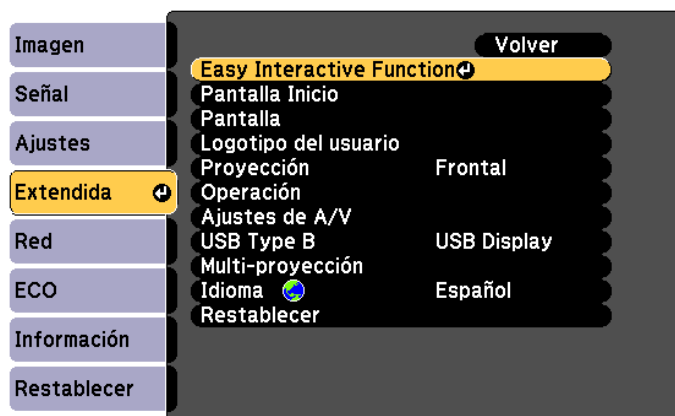 Imagen
Señal
Ajustes
Extendida
Red
ECO
Información
Restablecer
Volver
Easy Interactive Function
Pantalla Inicio
Pantalla
Logotipo del usuario
Proyección Frontal
Operación
Ajustes de A/V
USB Type B USB Display
Multi-proyección
Idioma Español
Restablecer